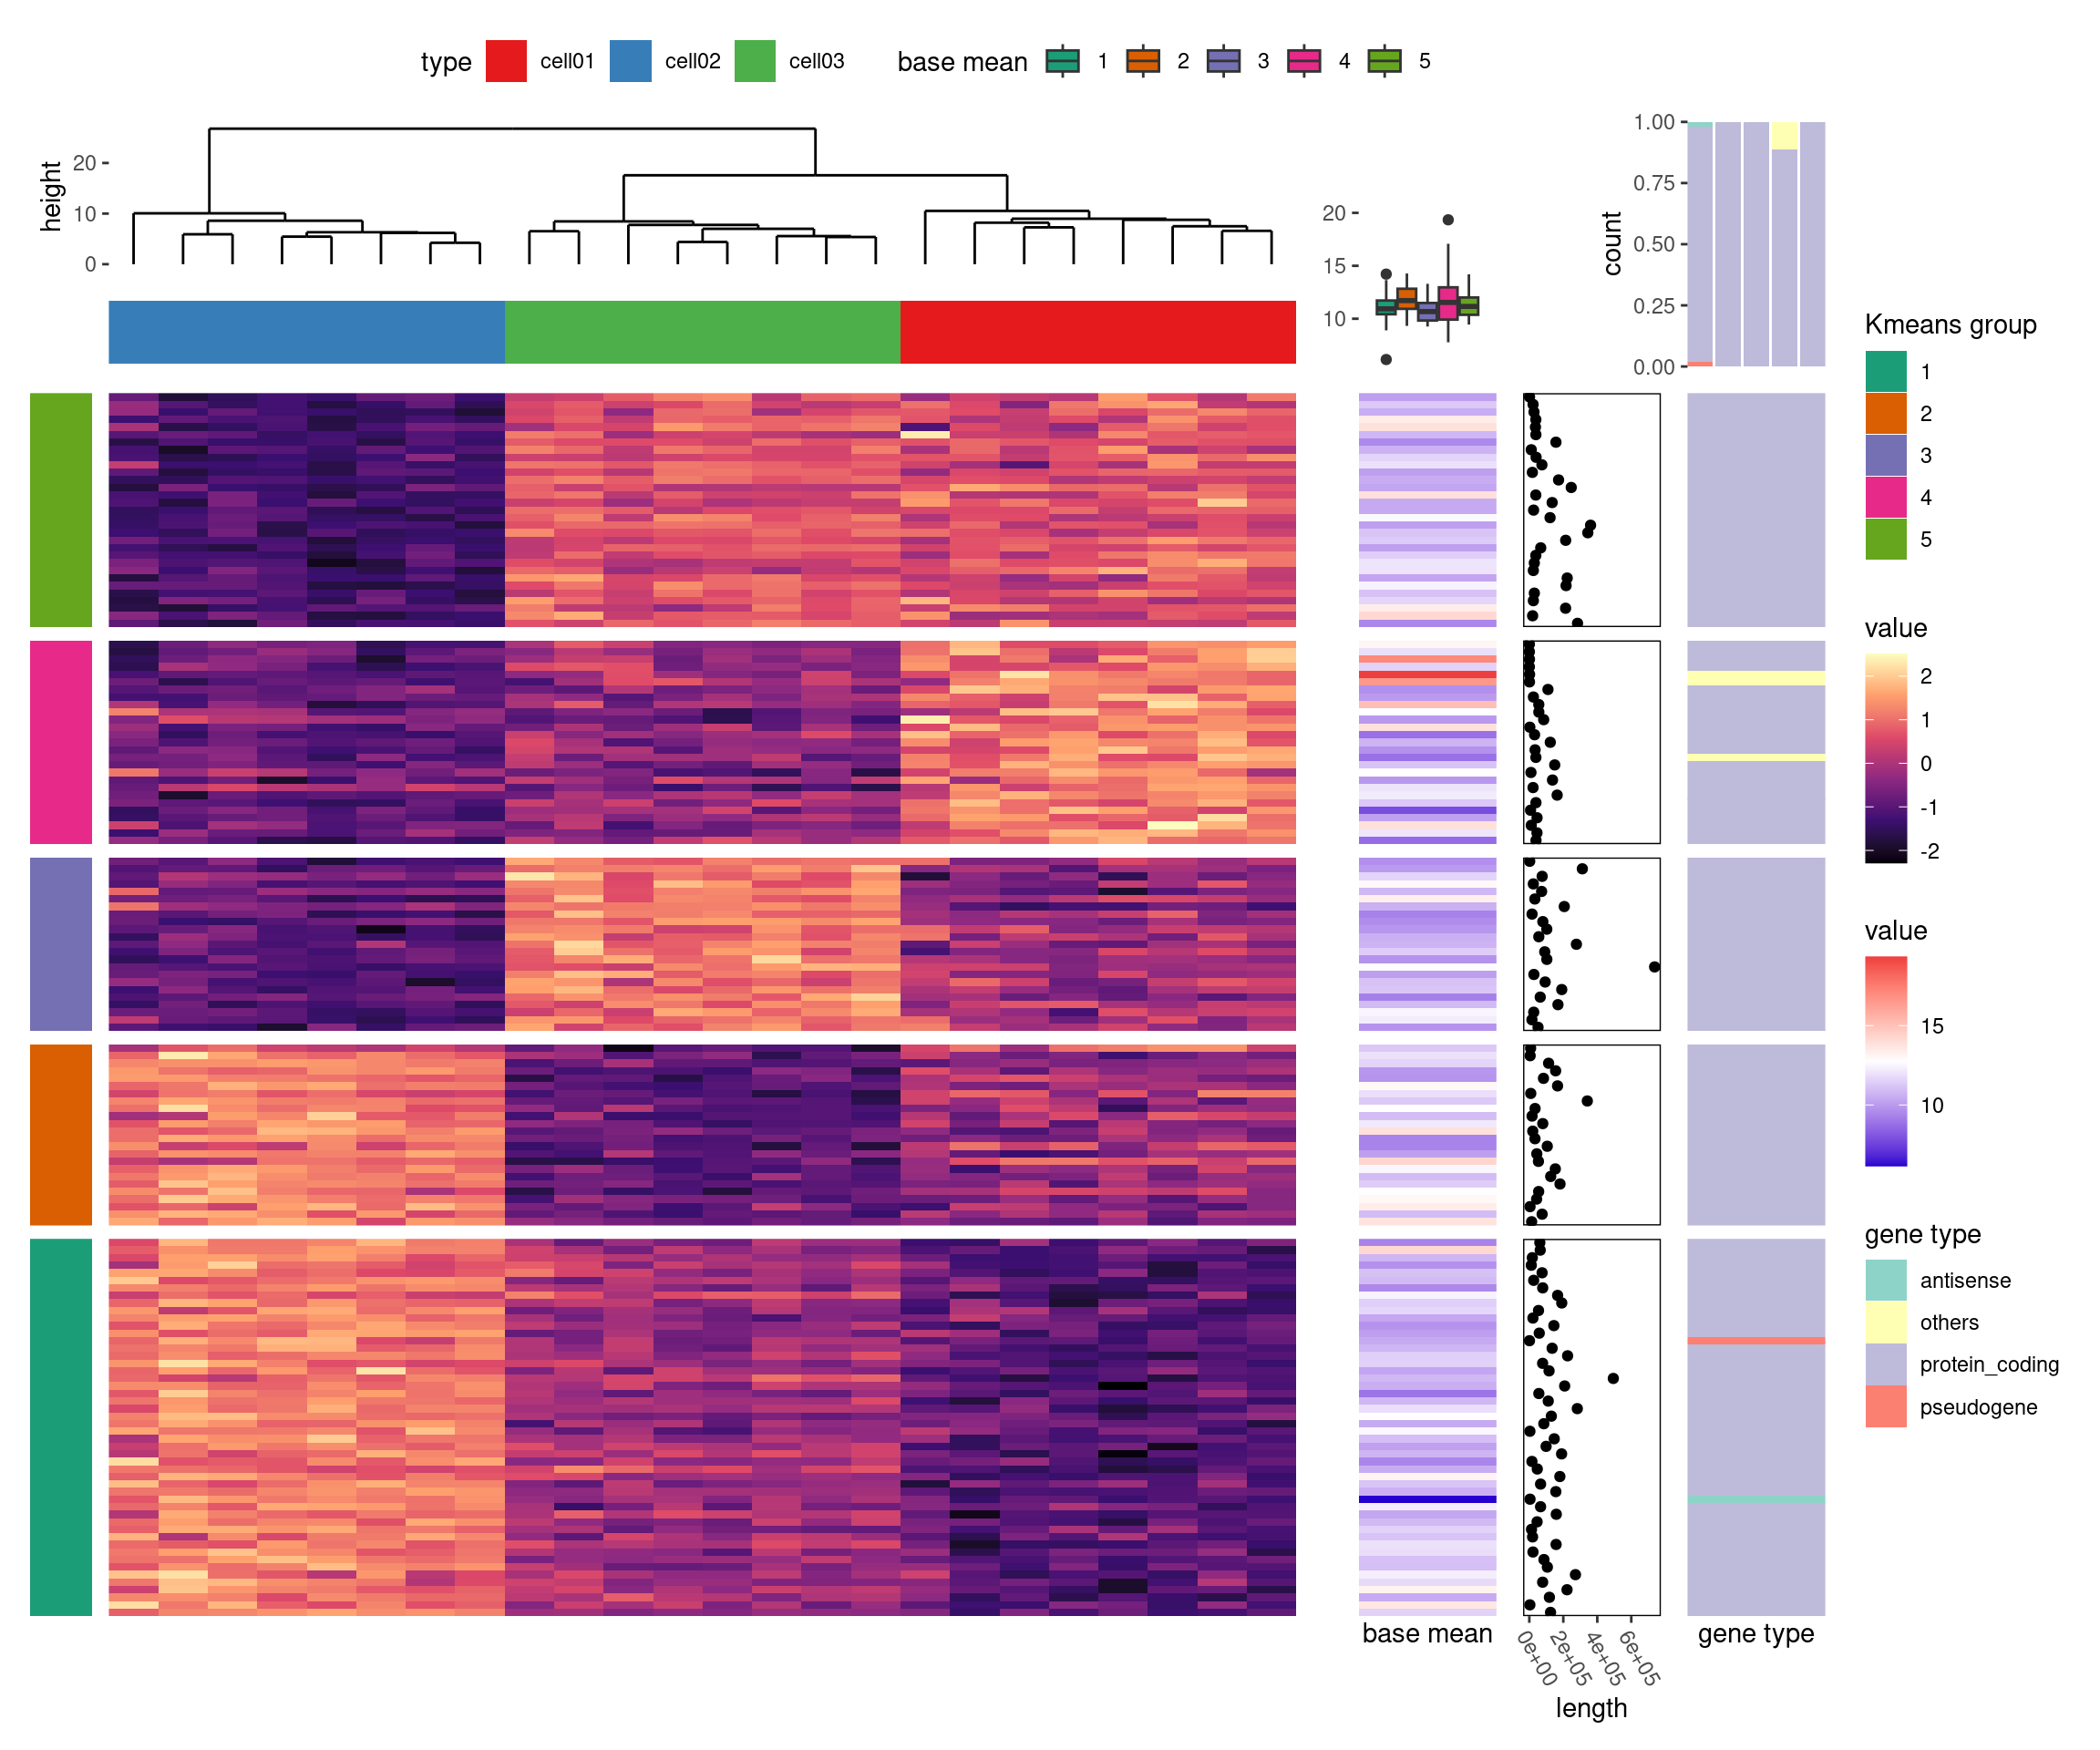 type cell01 cell02 cell03 base mean 1 2 3 4 5
height
20
10
0
20
15
10
count
1.00
0.75
0.50
0.25
0.00
Kmeans group
1
2
3
4
5
value
2
1
0
-1
-2
value
15
10
gene type
antisense
others
protein_coding
pseudogene
base mean
0e+00 2e+05 4e+05 6e+05
length
gene type